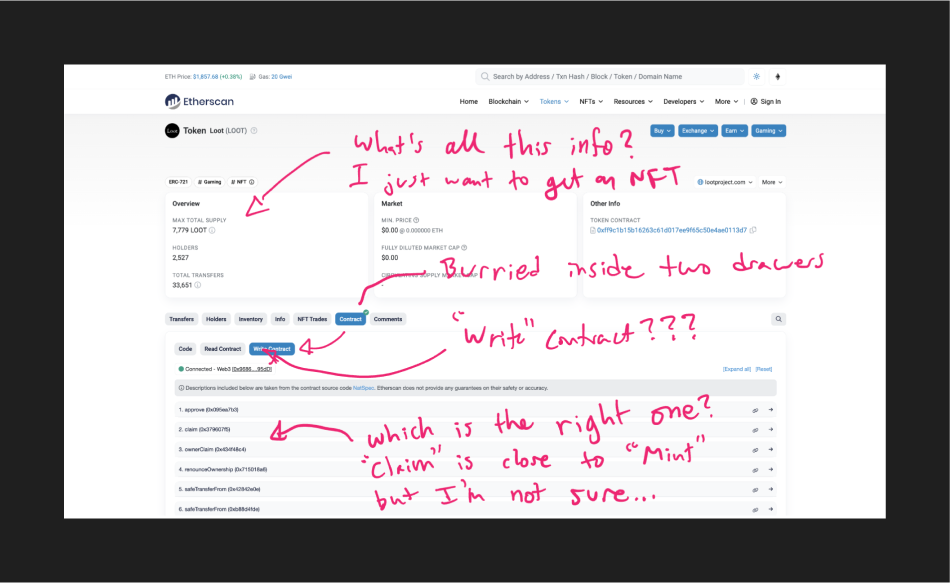 ETH Price: $1,857.68 (+0.38%) Gas: 20 Gwei
Search by Address / Txn Hash / Block / Token / Domain Name
Etherscan
Home Blockchain Tokens NFTs Resources Developers More Sign In
Loot Token Loot (LOOT)
Buy Exchange Earn Gaming
What's all this info?
I just want to get an NFT
ERC-721 # Gaming # NFT
lootproject.com More
Overview
MAX TOTAL SUPPLY
7,779 LOOT
HOLDERS
2,527
TOTAL TRANSFERS
33,651
Market
MIN. PRICE
$0.00 @ 0.000000 ETH
FULLY DILUTED MARKET CAP
$0.00
CIRCULATING SUPPLY MARKET CAP
-
Other Info
TOKEN CONTRACT
0xff9c1b15b16263c61d017ee9f65c50e4ae0113d7
Burried inside two drawers
Transfers Holders Inventory Info NFT Trades Contract Comments
"Write" contract???
Code Read Contract Write Contract
Connected - Web3
[Expand all] [Reset]
Descriptions included below are taken from the contract source code NatSpec. Etherscan does not provide any guarantees on their safety or accuracy.
1. approve (0x095ea7b3)
2. claim (0x379607f5)
3. ownerClaim (0x434f48c4)
4. renounceOwnership (0x715018a6)
5. safeTransferFrom (0x42842e0e)
6. safeTransferFrom (0xb88d4fde)
which is the right one?
"Claim" is close to "Mint"
but I'm not sure...